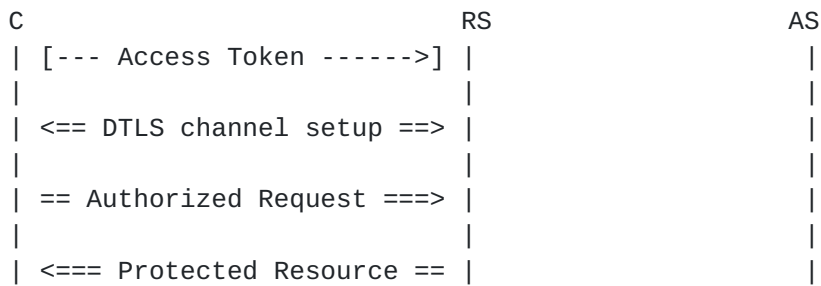 C                            RS                   AS
| [--- Access Token ------>] |                     |
|                            |                     |
| <== DTLS channel setup ==> |                     |
|                            |                     |
| == Authorized Request ===> |                     |
|                            |                     |
| <=== Protected Resource == |                     |